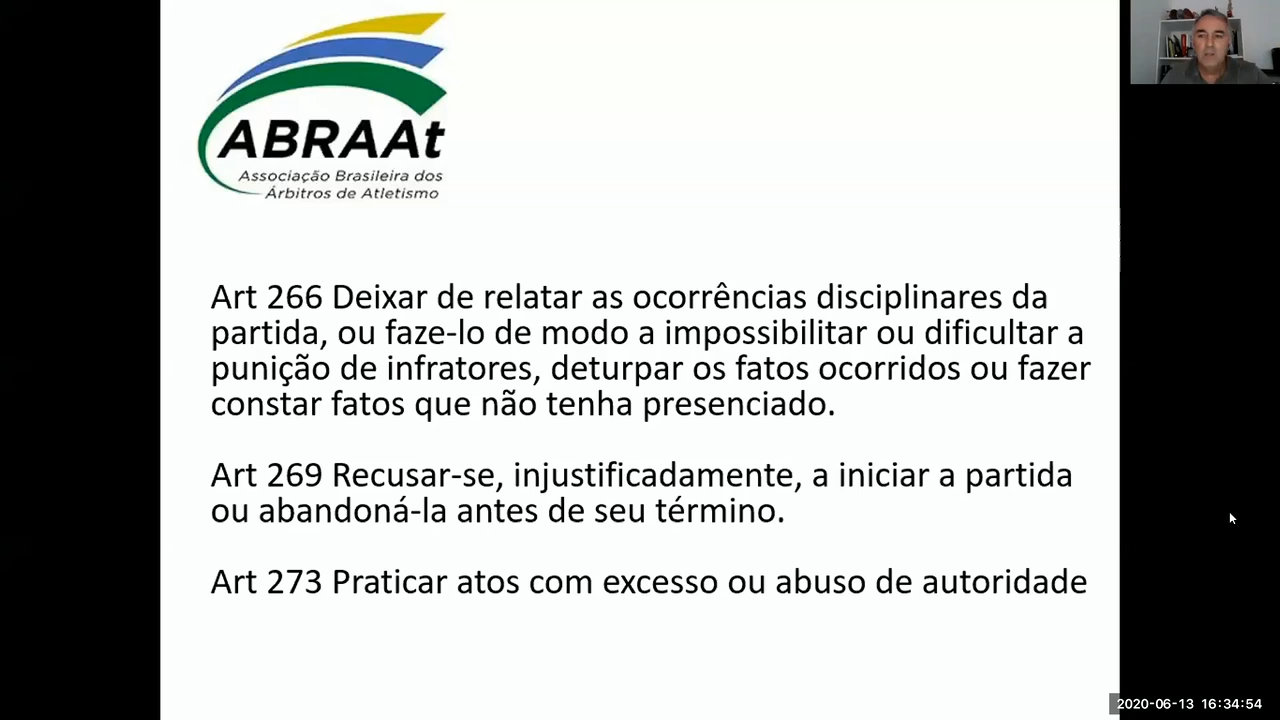 ABRAAt
Associação Brasileira dos
Árbitros de Atletismo
Art 266 Deixar de relatar as ocorrências disciplinares da
partida, ou faze-lo de modo a impossibilitar ou dificultar a
punição de infratores, deturpar os fatos ocorridos ou fazer
constar fatos que não tenha presenciado.
Art 269 Recusar-se, injustificadamente, a iniciar a partida
ou abandoná-la antes de seu término.
Art 273 Praticar atos com excesso ou abuso de autoridade
2020-06-13 16:34:54